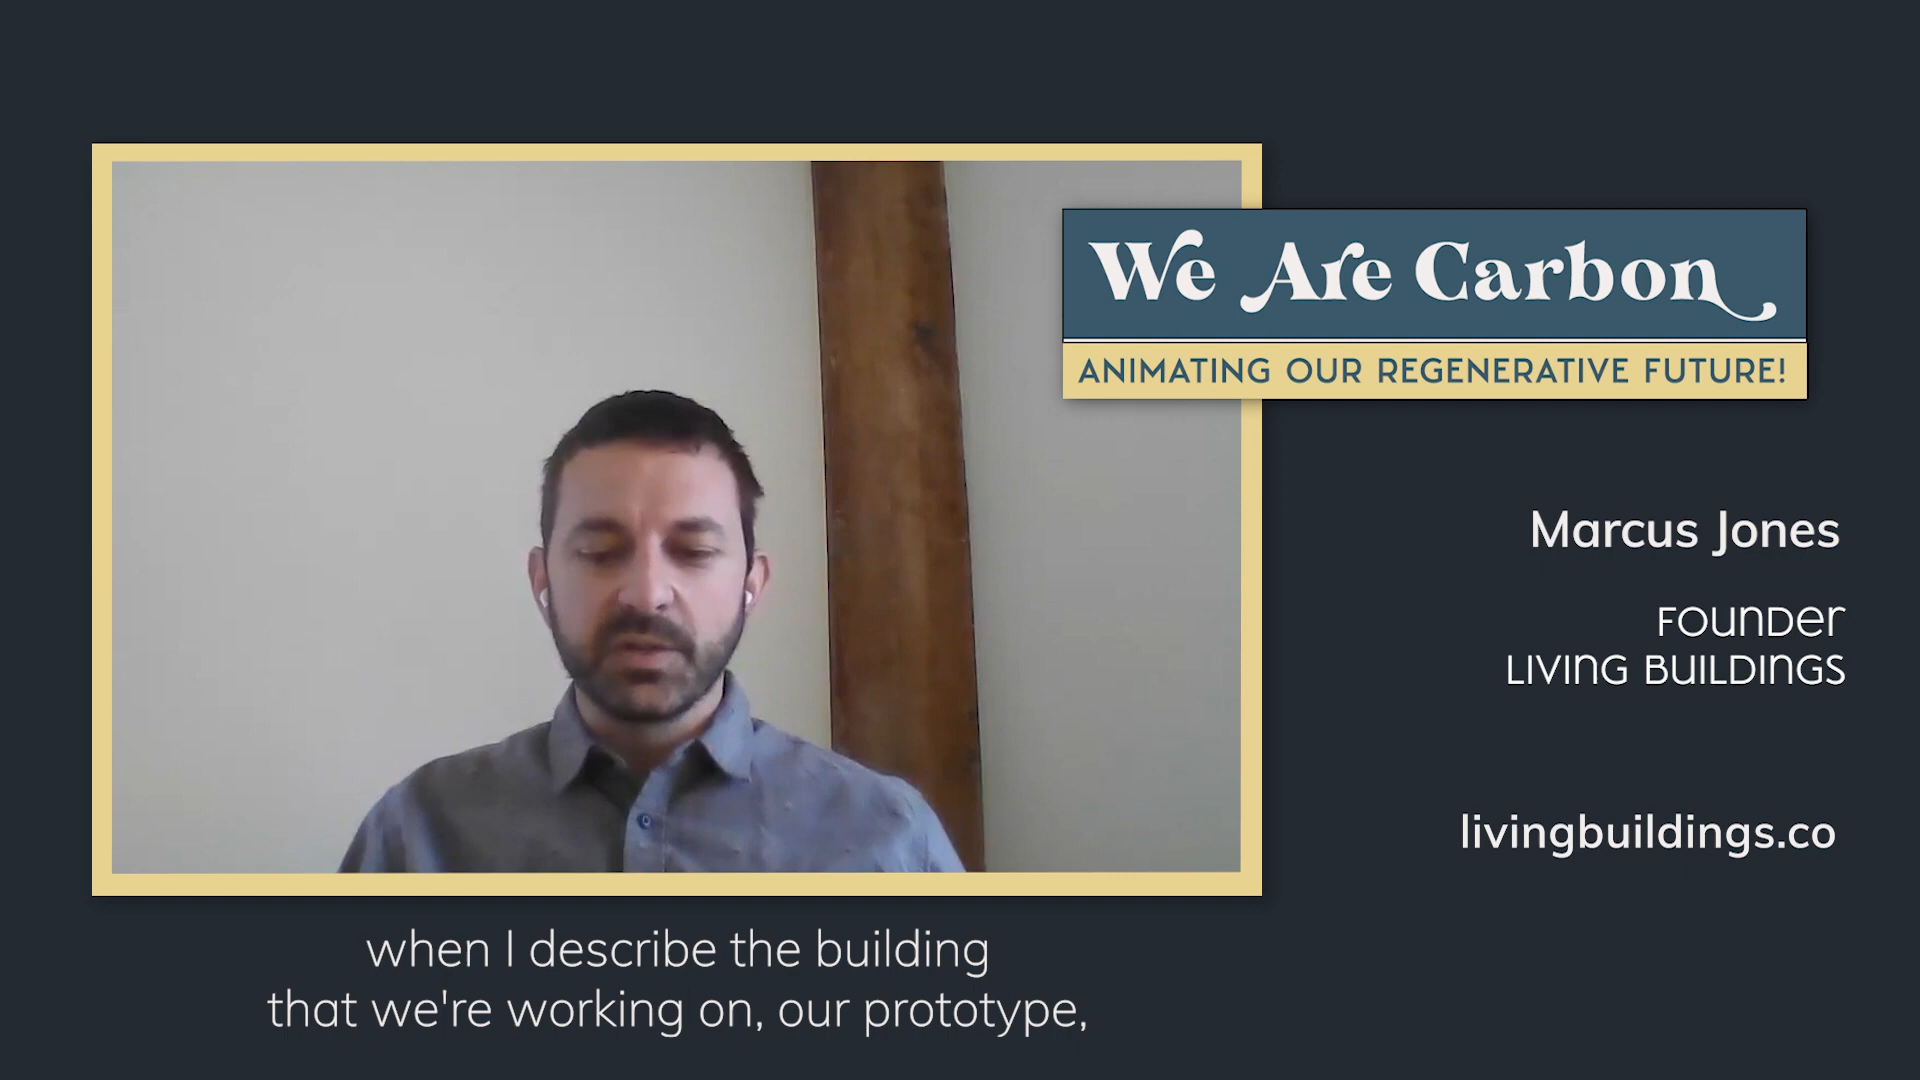 We Are Carbon
ANIMATING OUR REGENERATIVE FUTURE!
Marcus Jones
FOUNDER
LIVING BUILDINGS
livingbuildings.co
when I describe the building
that we're working on, our prototype,